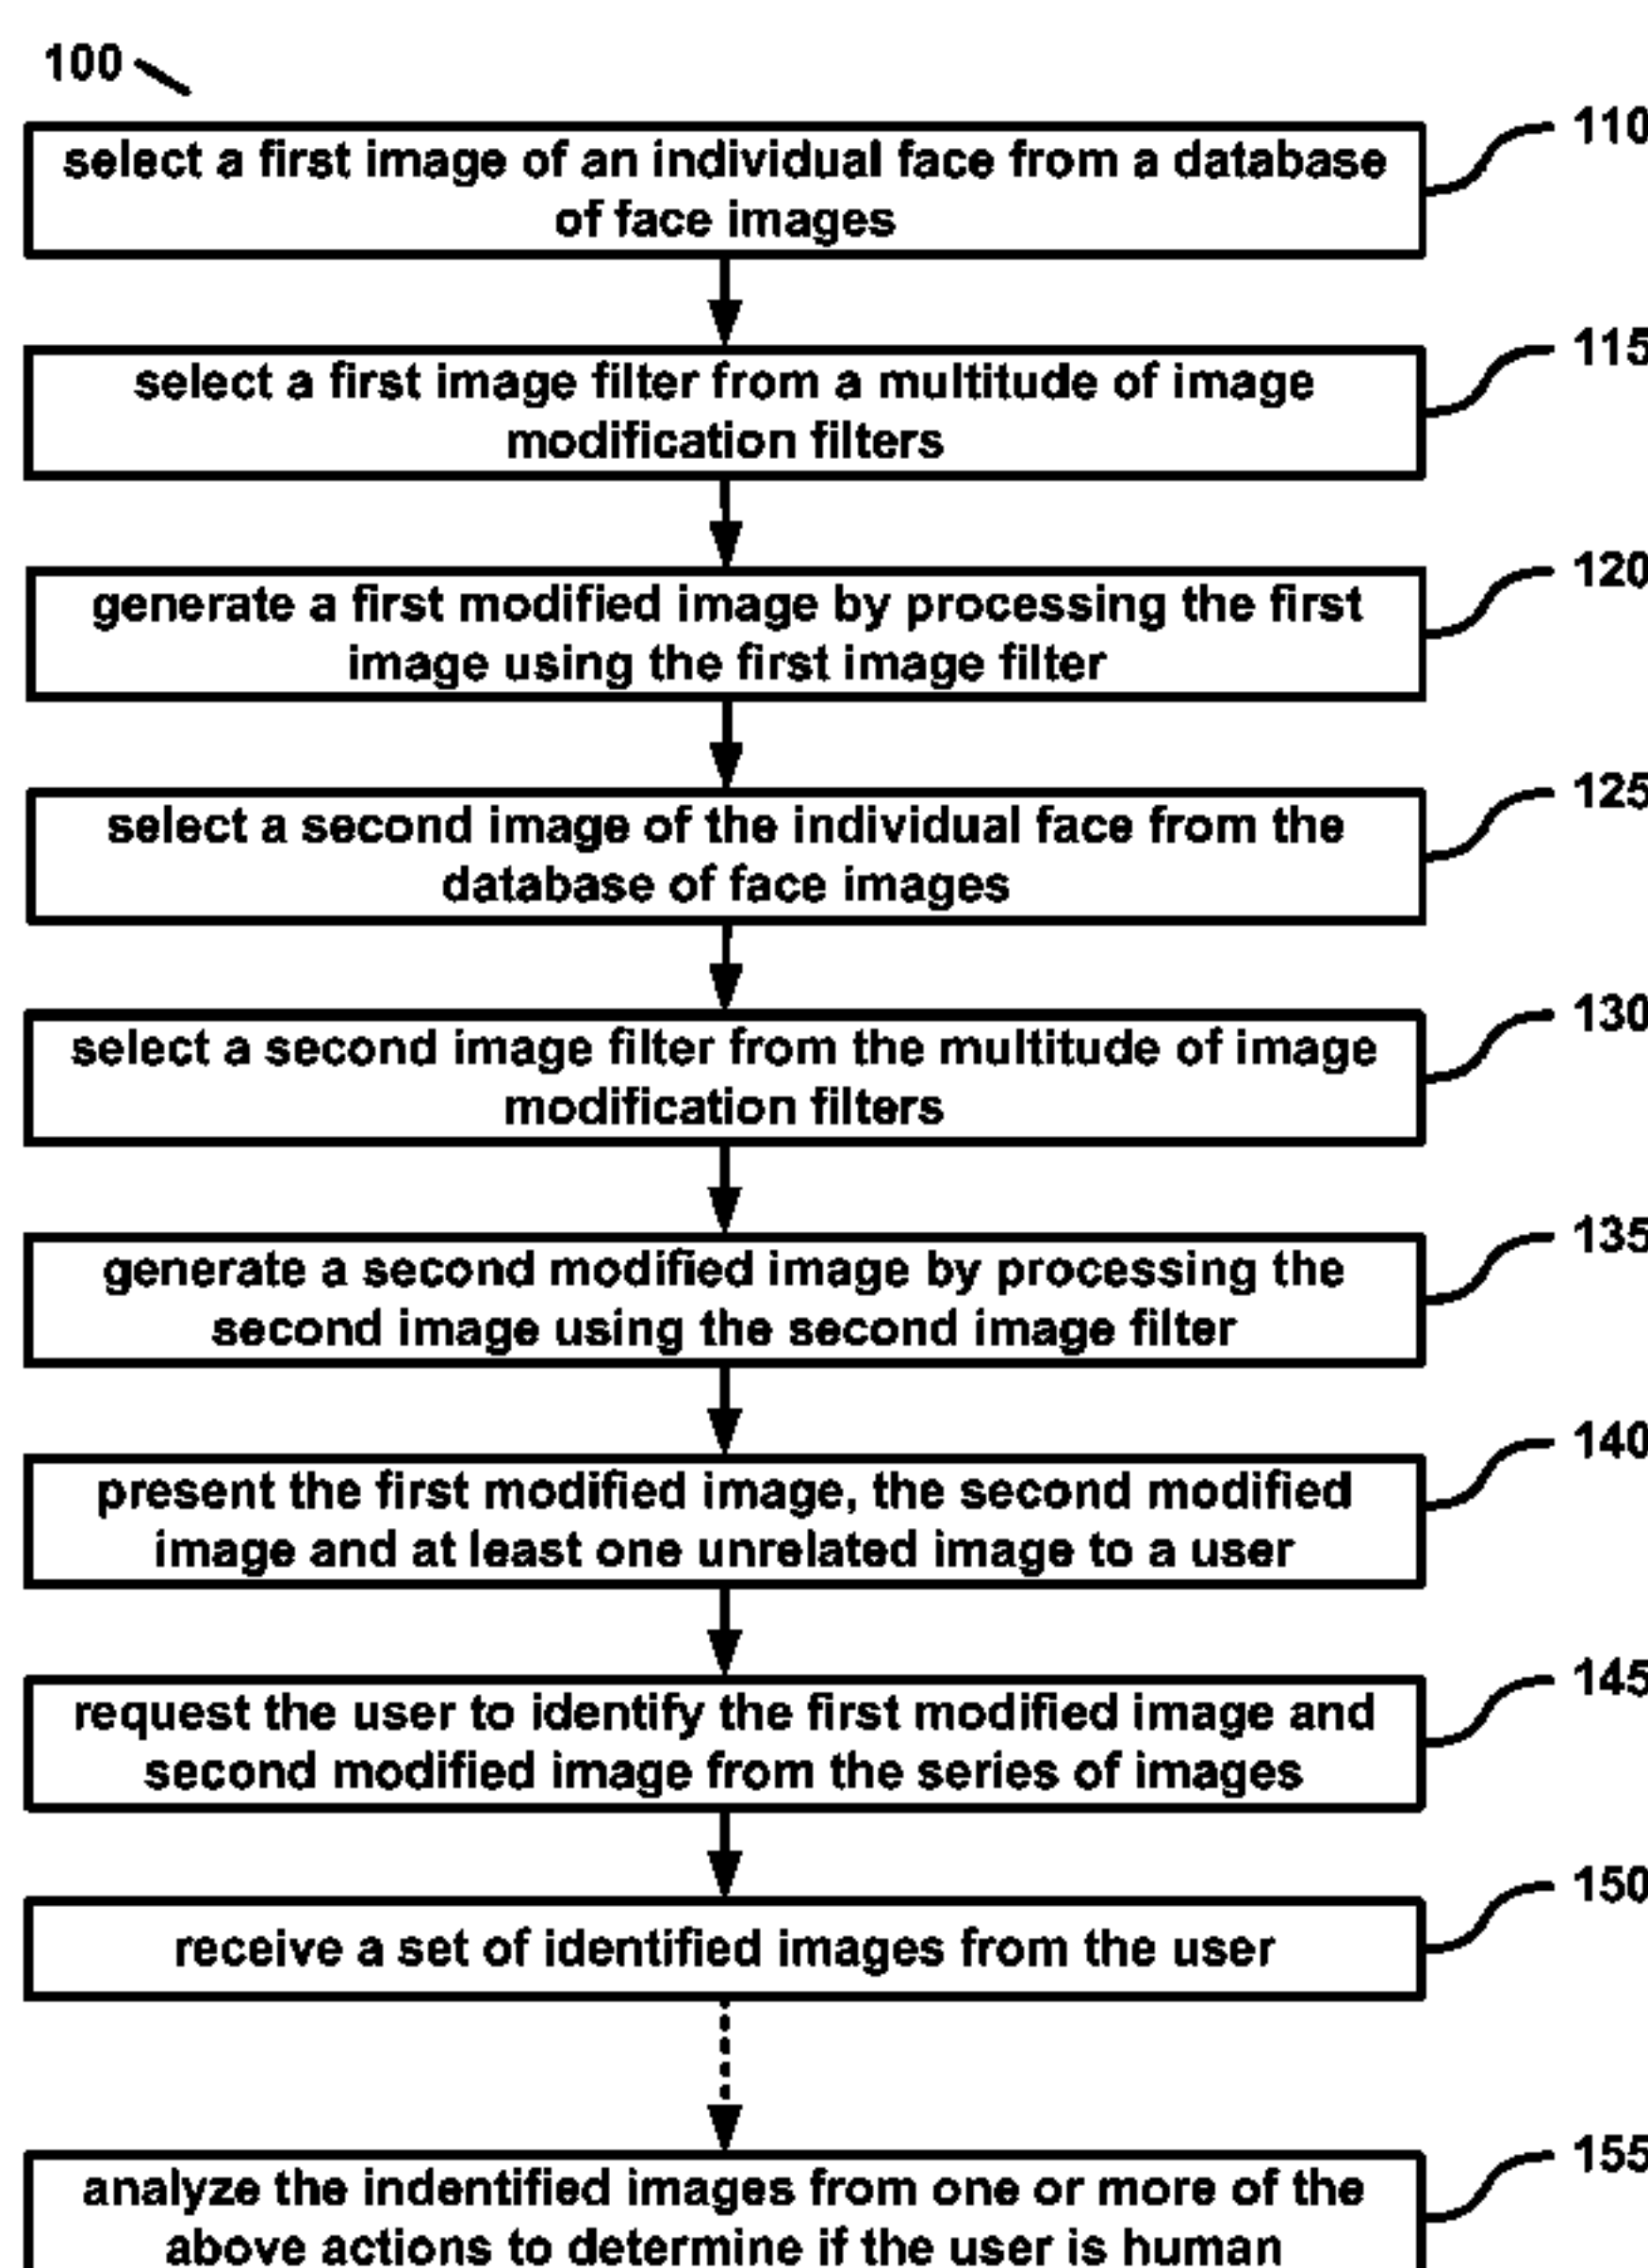 100
select a first image of an individual face from a database
of face images
110
select a first image filter from a multitude of image
modification filters
115
generate a first modified image by processing the first
image using the first image filter
120
select a second image of the individual face from the
database of face images
125
select a second image filter from the multitude of image
modification filters
130
generate a second modified image by processing the
second image using the second image filter
135
present the first modified image, the second modified
image and at least one unrelated image to a user
140
request the user to identify the first modified image and
second modified image from the series of images
145
receive a set of identified images from the user
150
analyze the indentified images from one or more of the
above actions to determine if the user is human
155